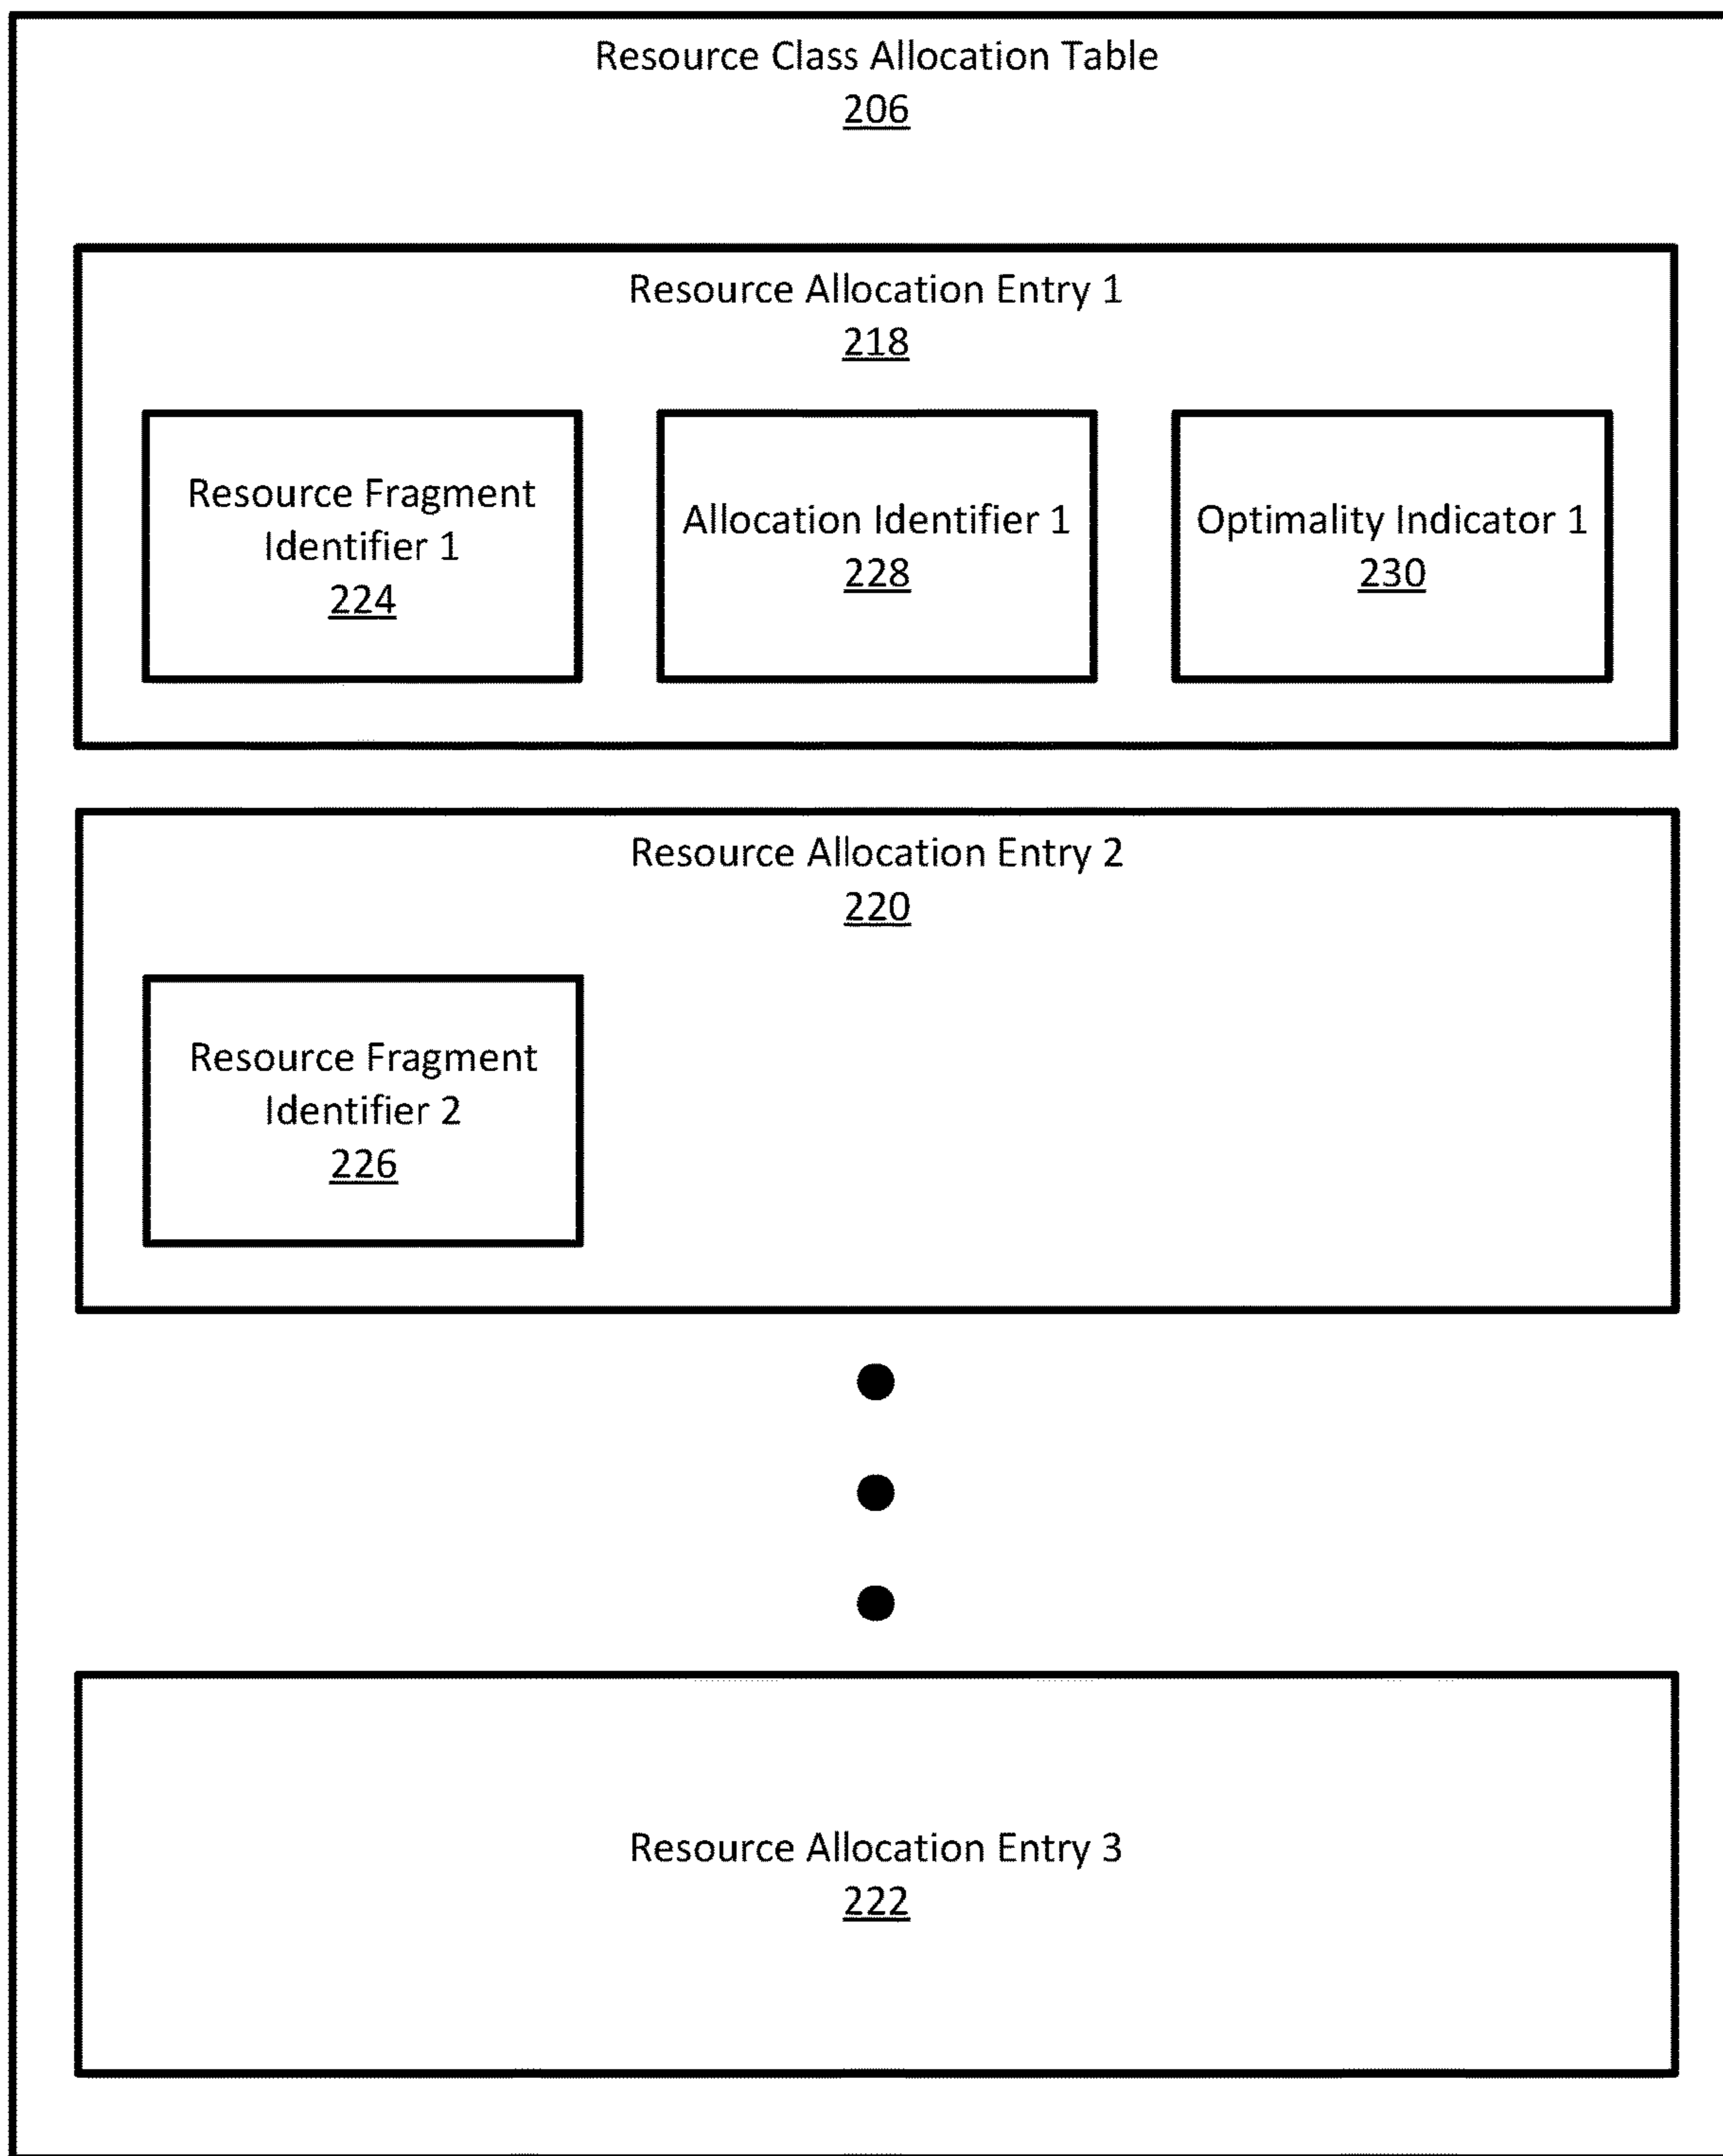 Resource Class Allocation Table
206
Resource Allocation Entry 1
218
Resource Fragment
Identifier 1
224
Allocation Identifier 1
228
Optimality Indicator 1
230
Resource Allocation Entry 2
220
Resource Fragment
Identifier 2
226
Resource Allocation Entry 3
222